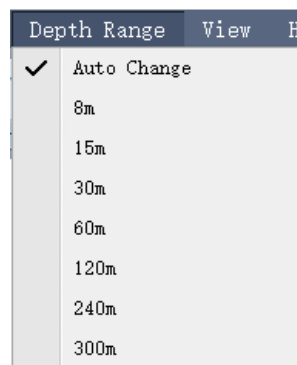 Depth Range View H
Auto Change
8m
15m
30m
60m
120m
240m
300m